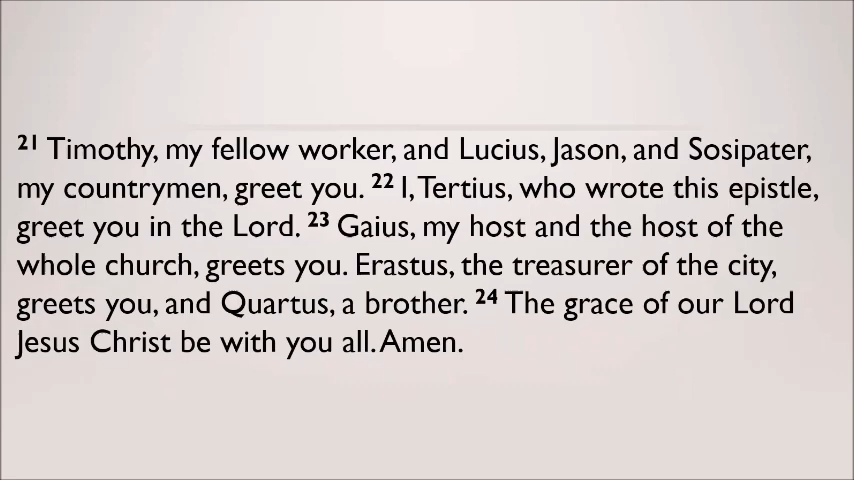 21 Timothy, my fellow worker, and Lucius, Jason, and Sosipater,
my countrymen, greet you. 22 I, Tertius, who wrote this epistle,
greet you in the Lord. 23 Gaius, my host and the host of the
whole church, greets you. Erastus, the treasurer of the city,
greets you, and Quartus, a brother. 24 The grace of our Lord
Jesus Christ be with you all. Amen.